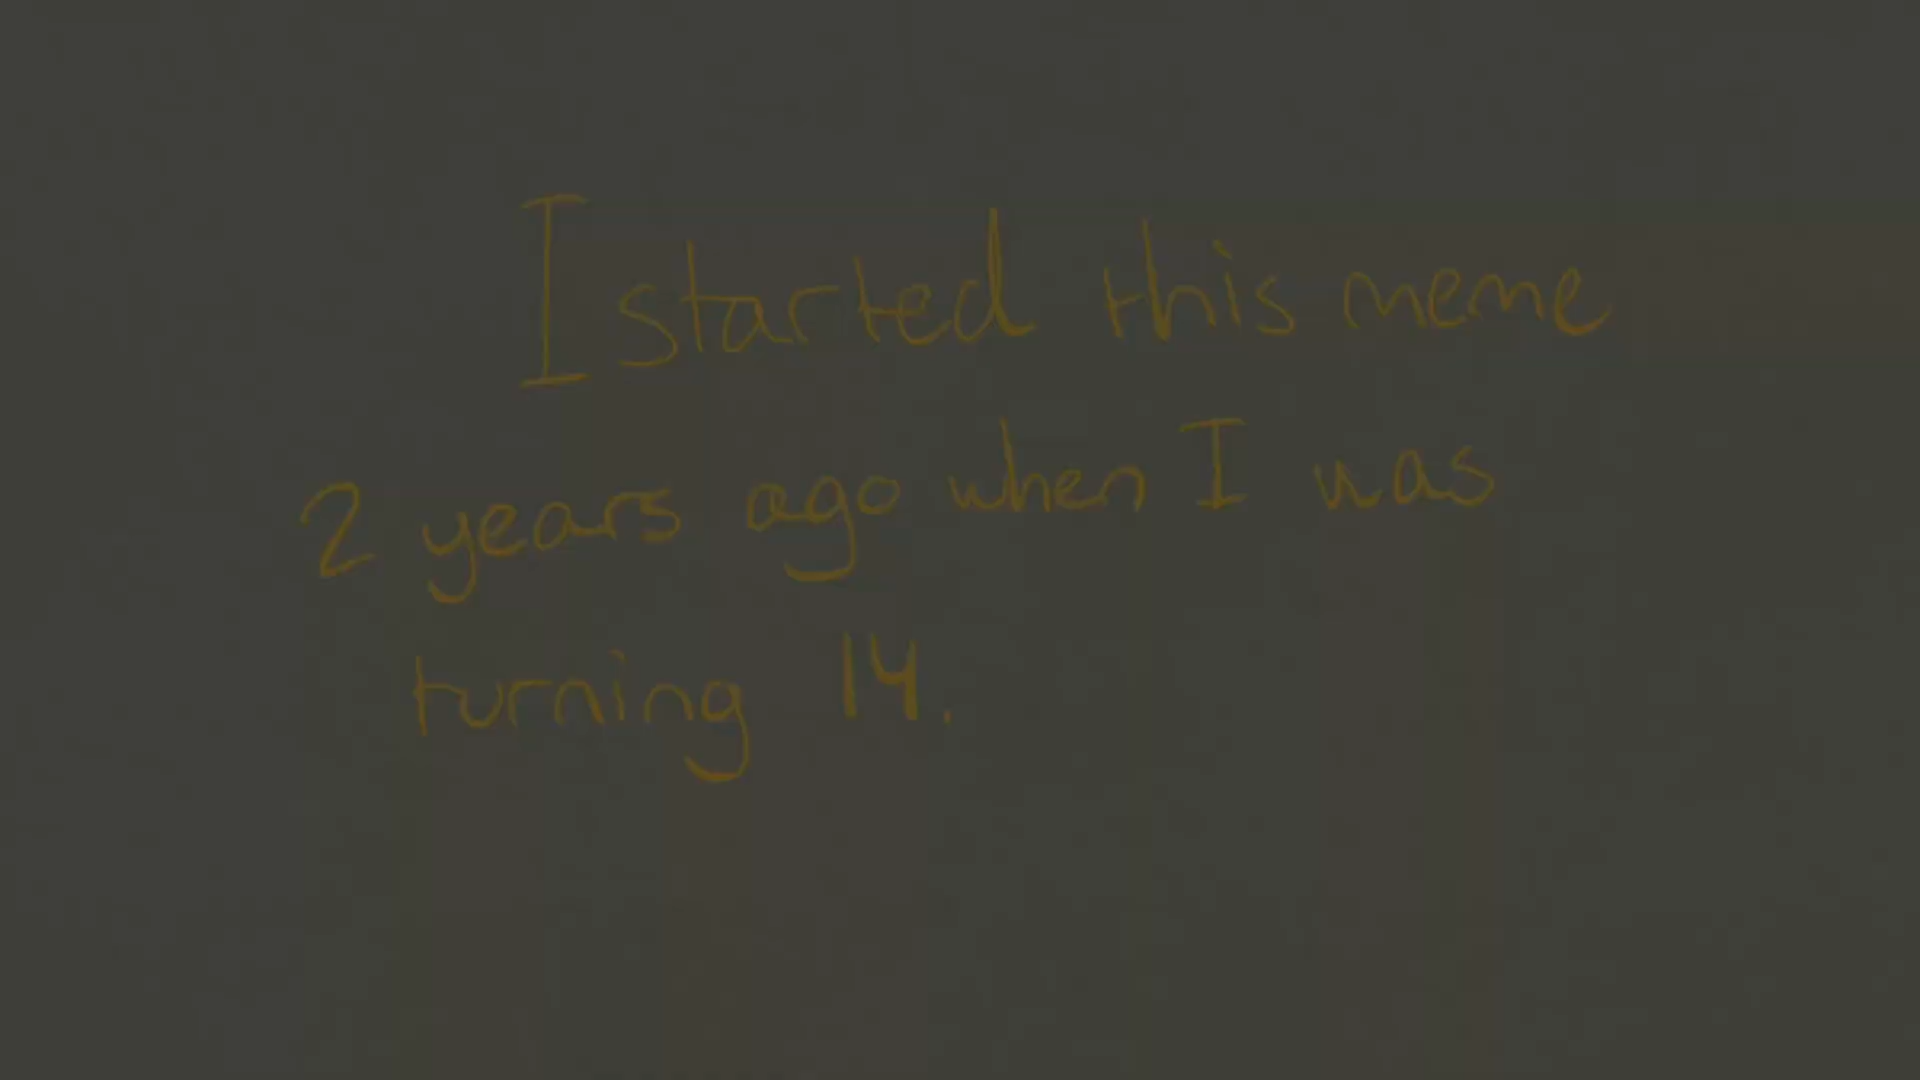 I started this meme
2 years ago when I was
turning 14.